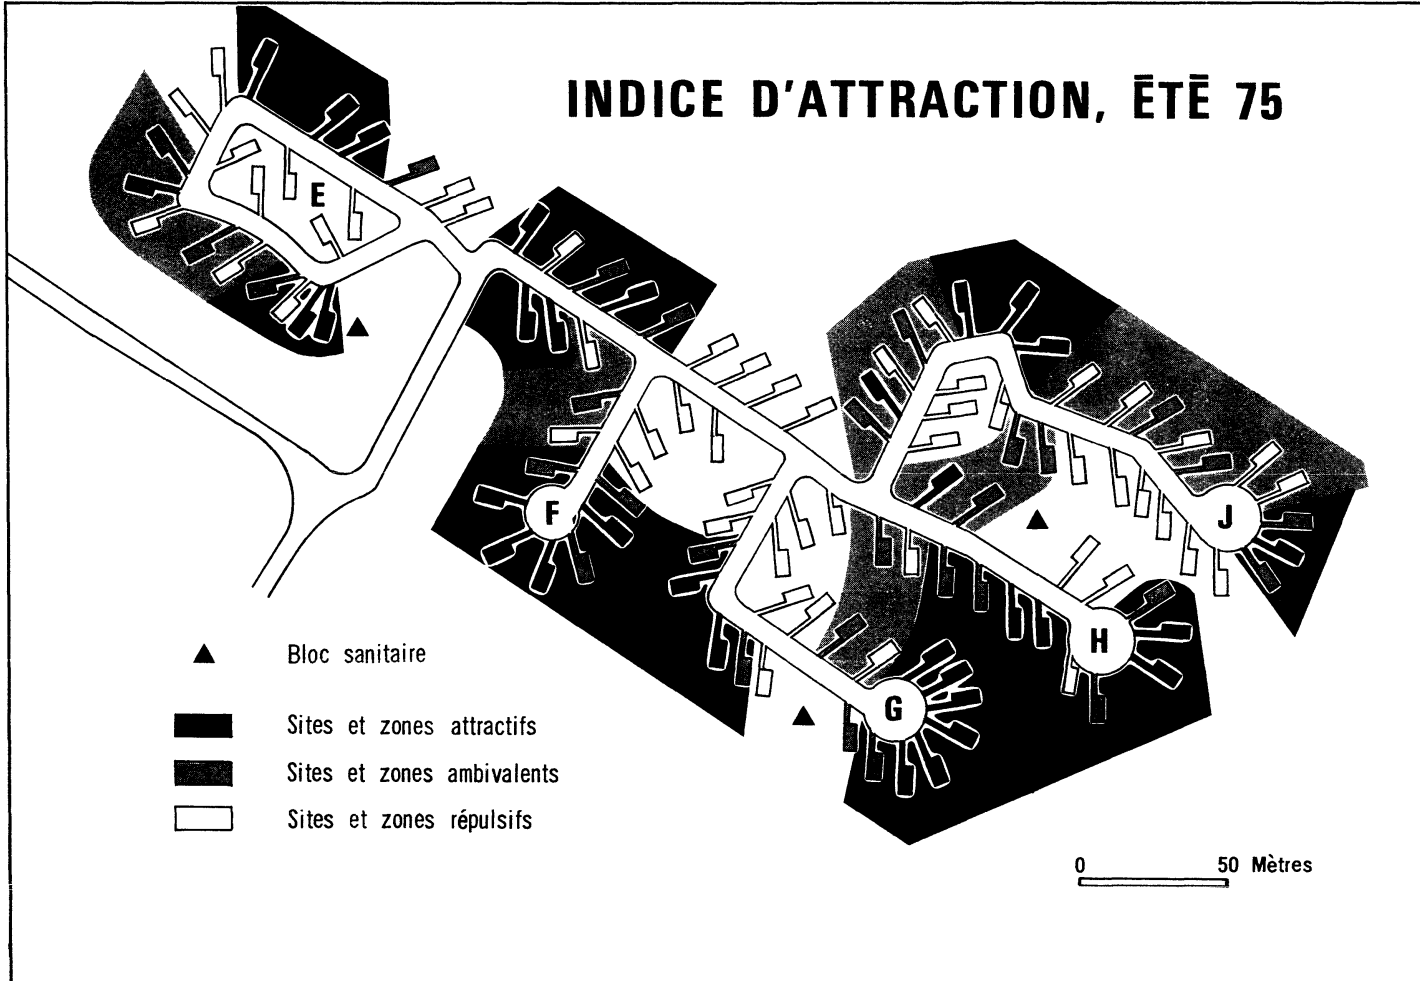 INDICE D'ATTRACTION, ĒTĒ 75
E
F
J
H
G
Bloc sanitaire
Sites et zones attractifs
Sites et zones ambivalents
Sites et zones répulsifs
0 50 Mètres